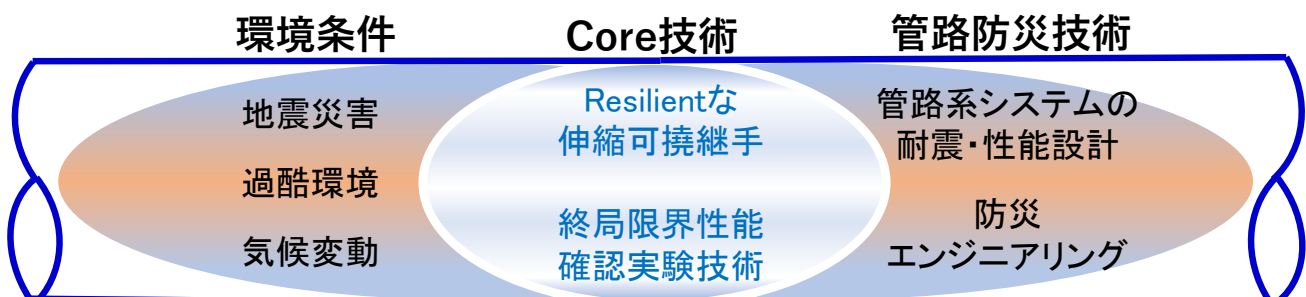 環境条件
Core技術
管路防災技術
地震災害
過酷環境
気候変動
Resilientな
伸縮可撓継手
終局限界性能
確認実験技術
管路系システムの
耐震・性能設計
防災
エンジニアリング